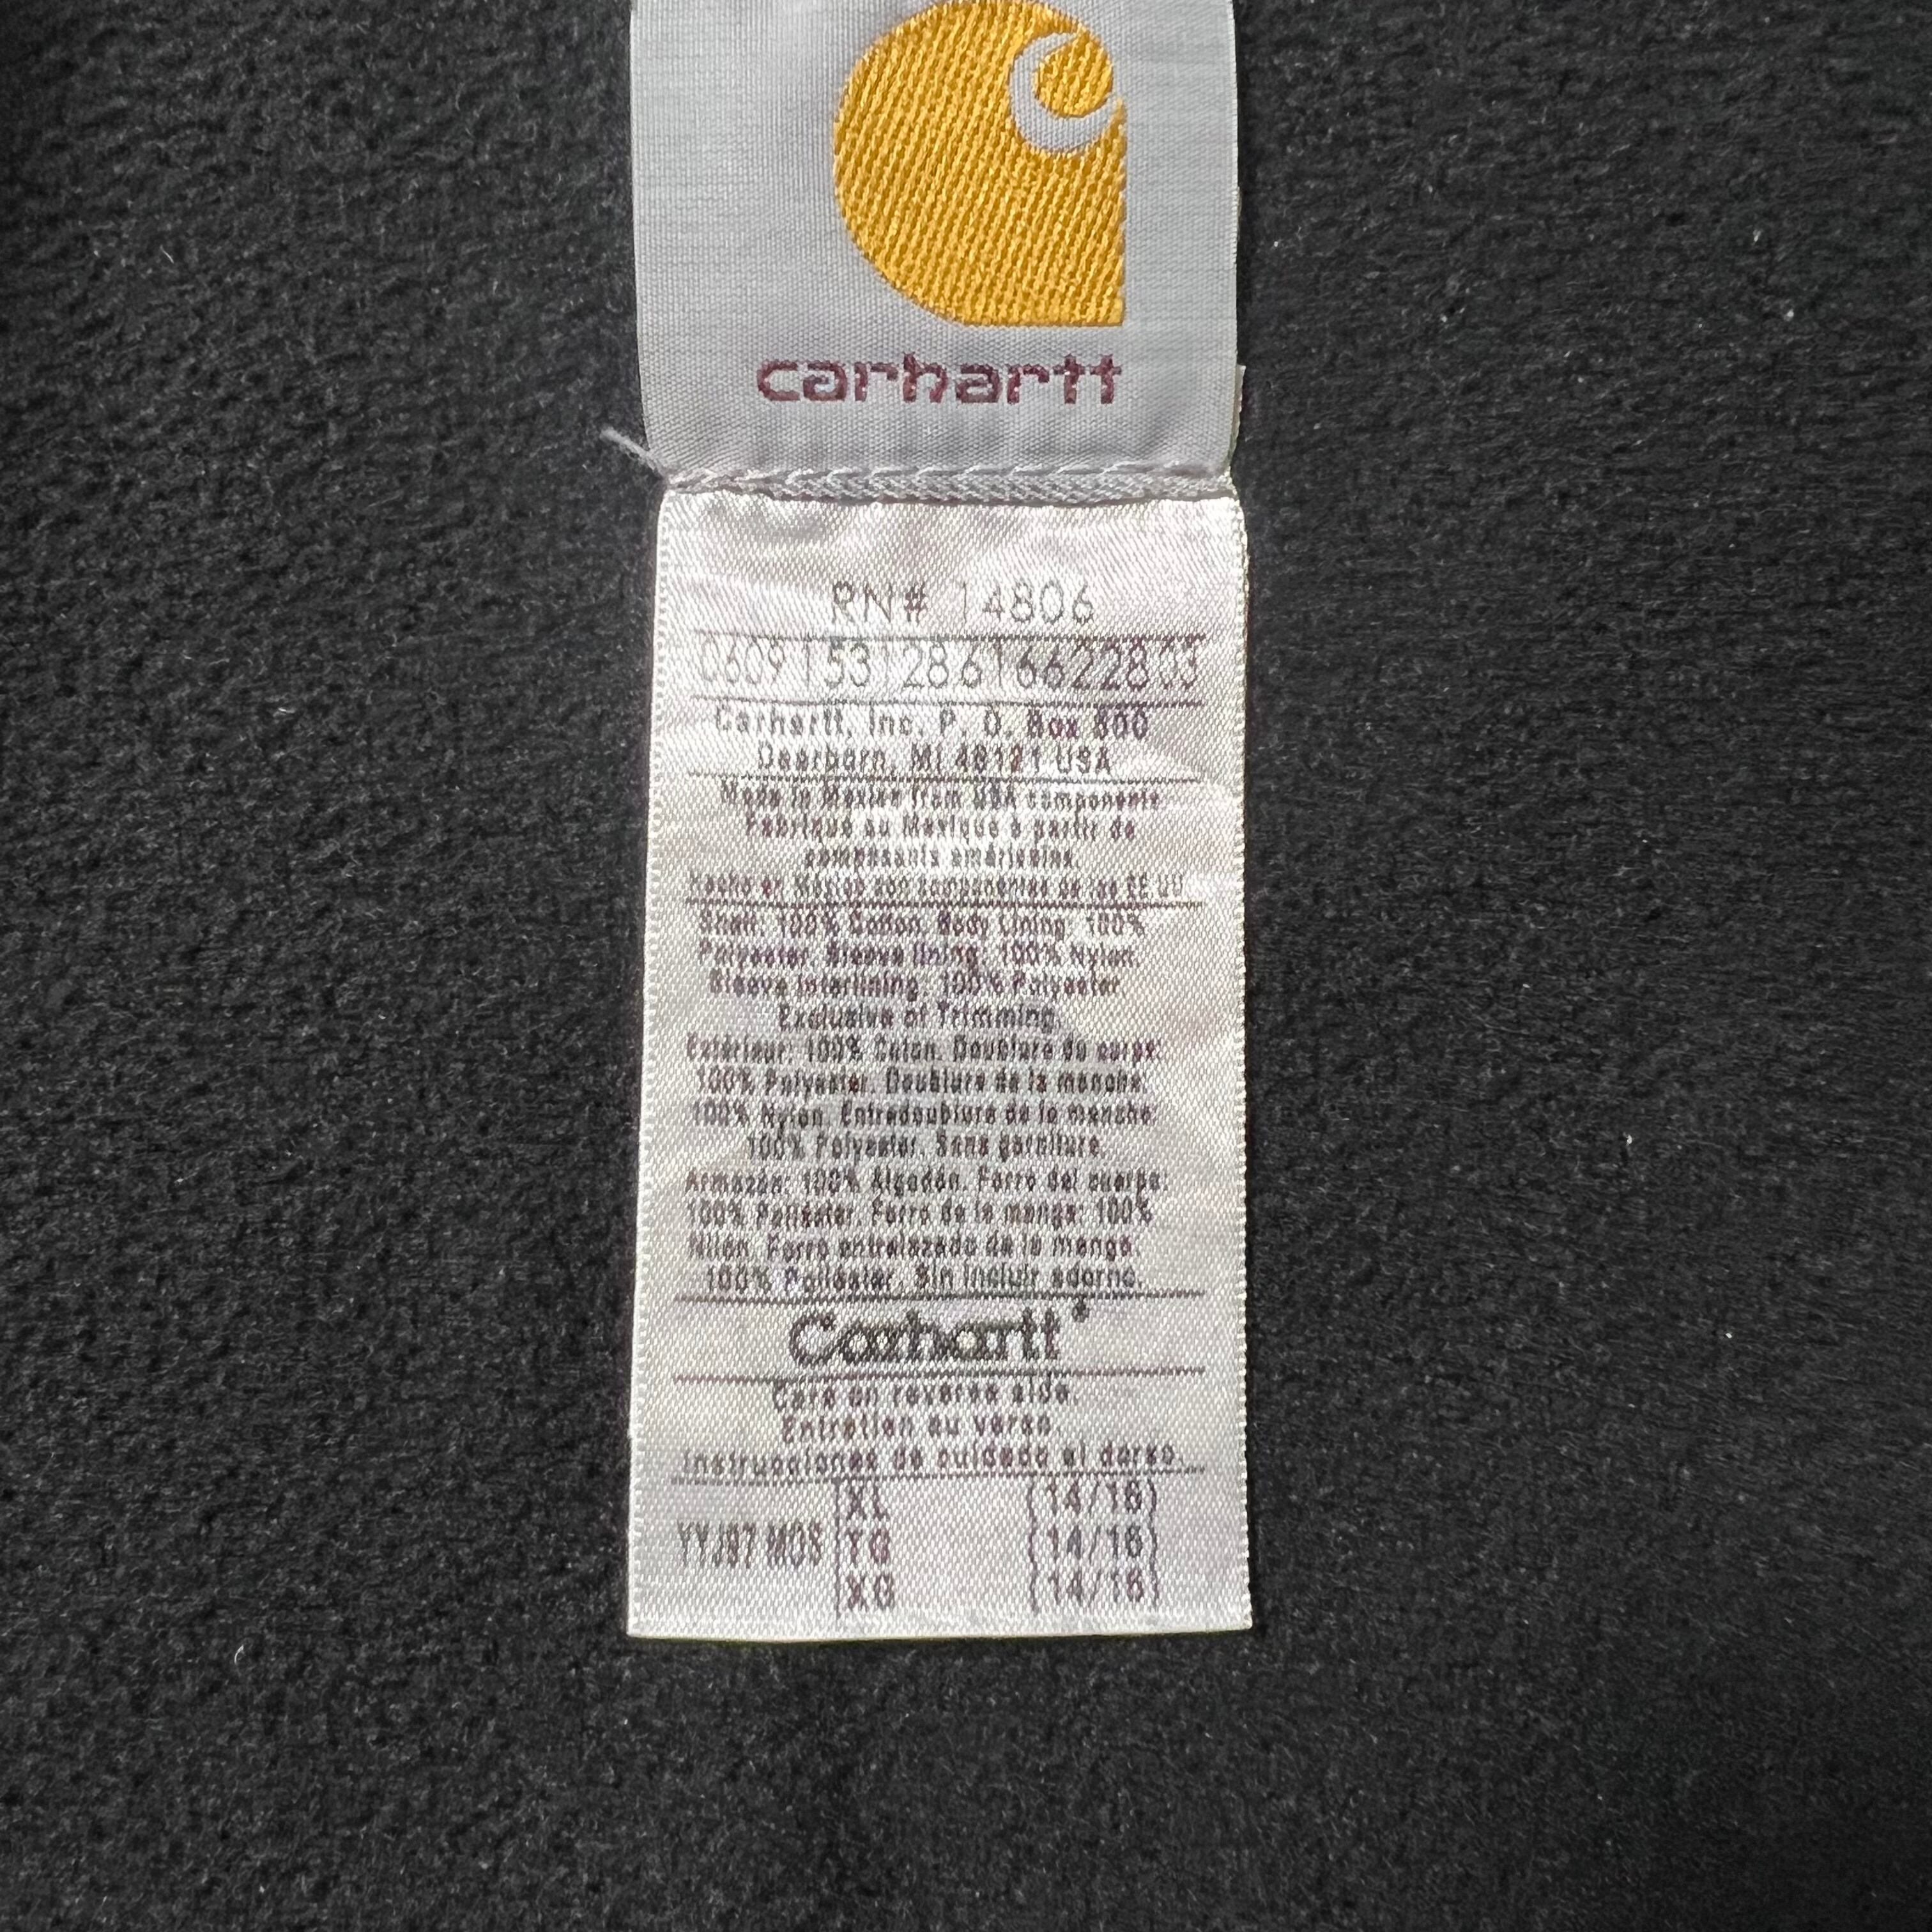 carhartt
RN# 14806
0609153128616622803
Carhartt, Inc. P. O. Box 600
Dearborn, MI 48121 USA
Made in Mexico from USA components
Fabriqué au Mexique à partir de
composants américains.
Hecho en México con componentes de los EE.UU.
Shell: 100% Cotton. Body Lining: 100%
Polyester. Sleeve lining: 100% Nylon.
Sleeve Interlining: 100% Polyester.
Exclusive of Trimming.
Extérieur: 100% Coton. Doublure du corps:
100% Polyester. Doublure de la manche:
100% Nylon. Entredoublure de la manche:
100% Polyester. Sans garniture.
Armazón: 100% Algodón. Forro del cuerpo:
100% Poliéster. Forro de la manga: 100%
Nilón. Forro entrelazado de la manga:
100% Poliéster. Sin incluir adorno.
Carhartt®
Care on reverse side.
Entretien au verso.
Instrucciones de cuidado al dorso.
XL (14/16)
YYJ97 MOS TG (14/16)
XG (14/16)